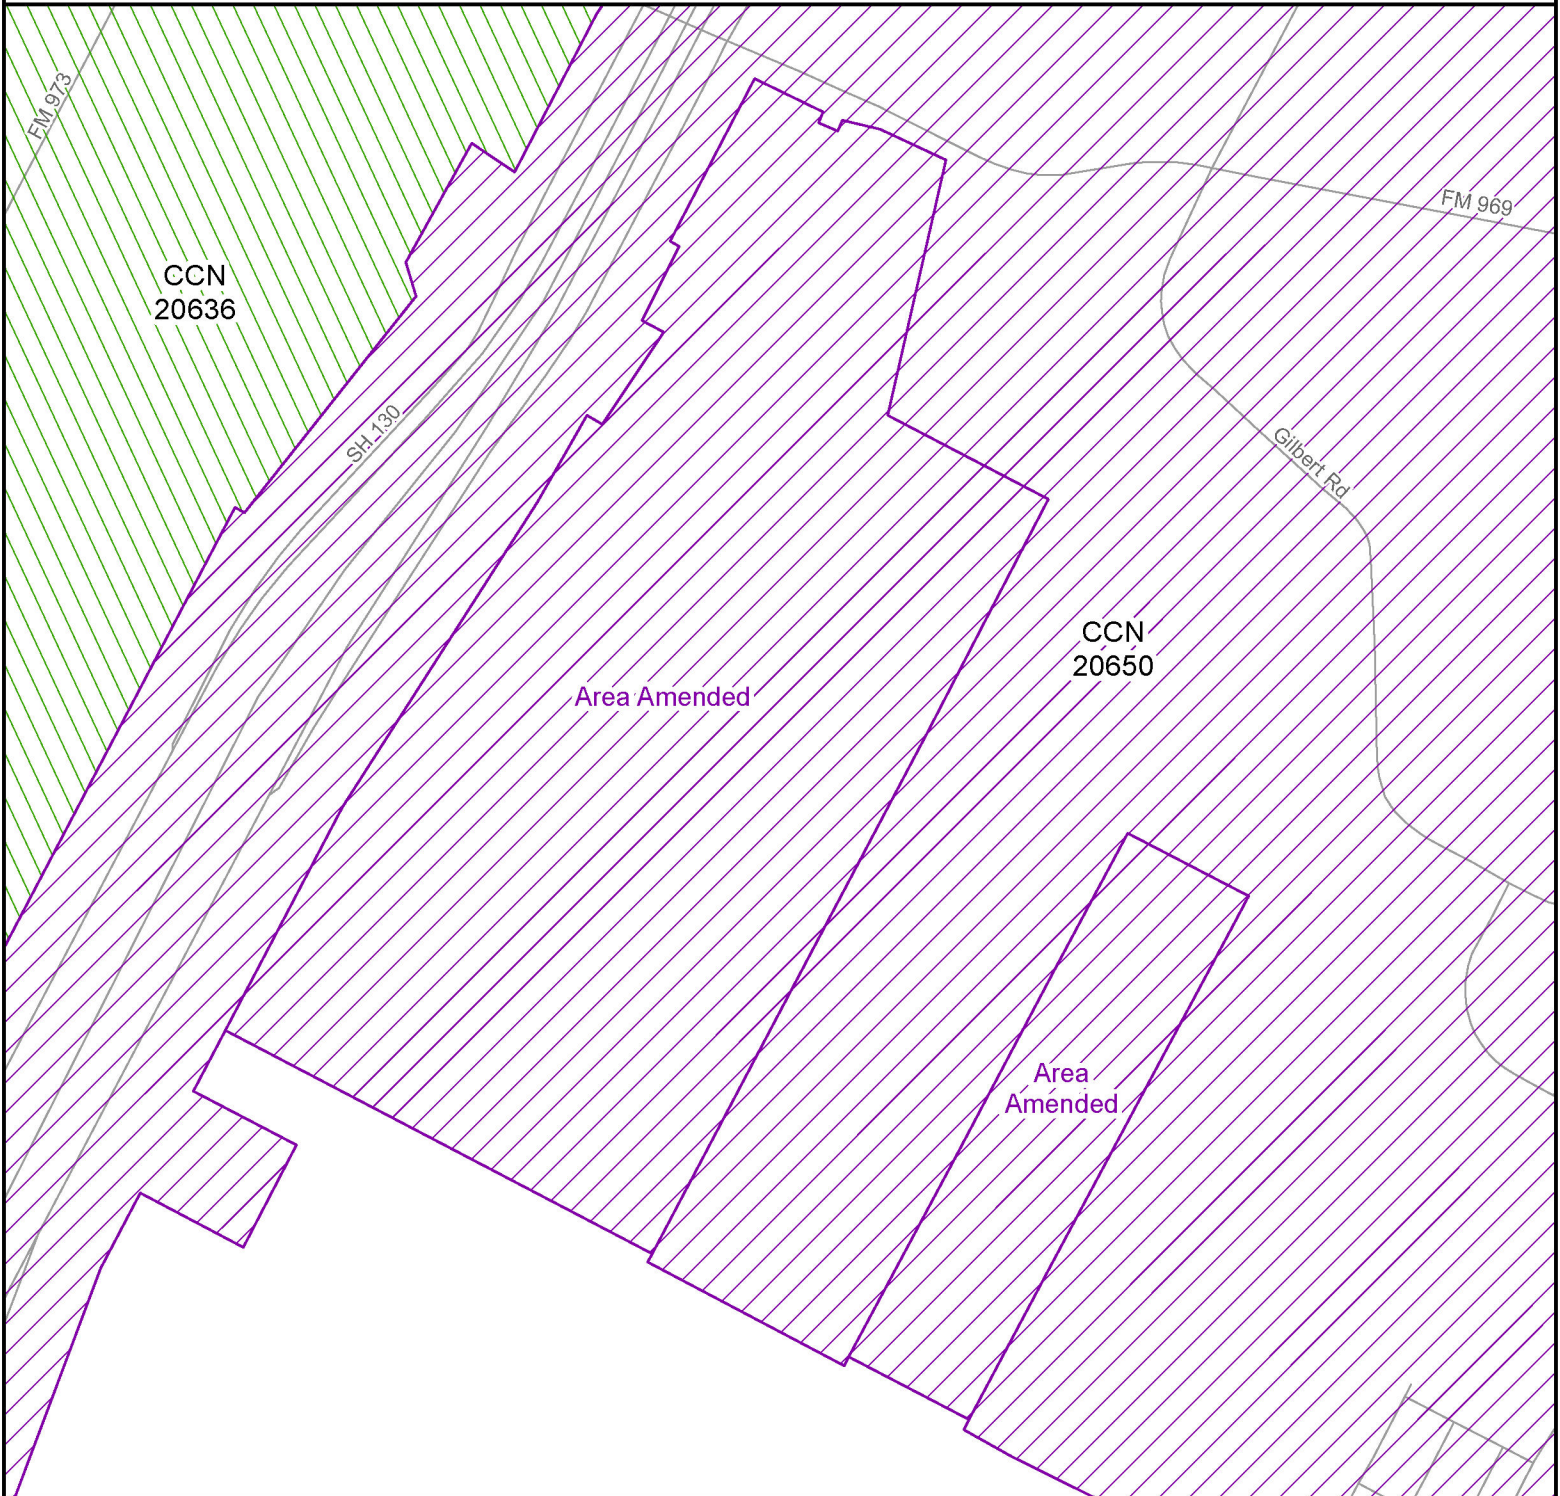 FM 973
FM 969
CCN
20636
SH 130
Gilbert Rd
CCN
20650
Area Amended
Area
Amended